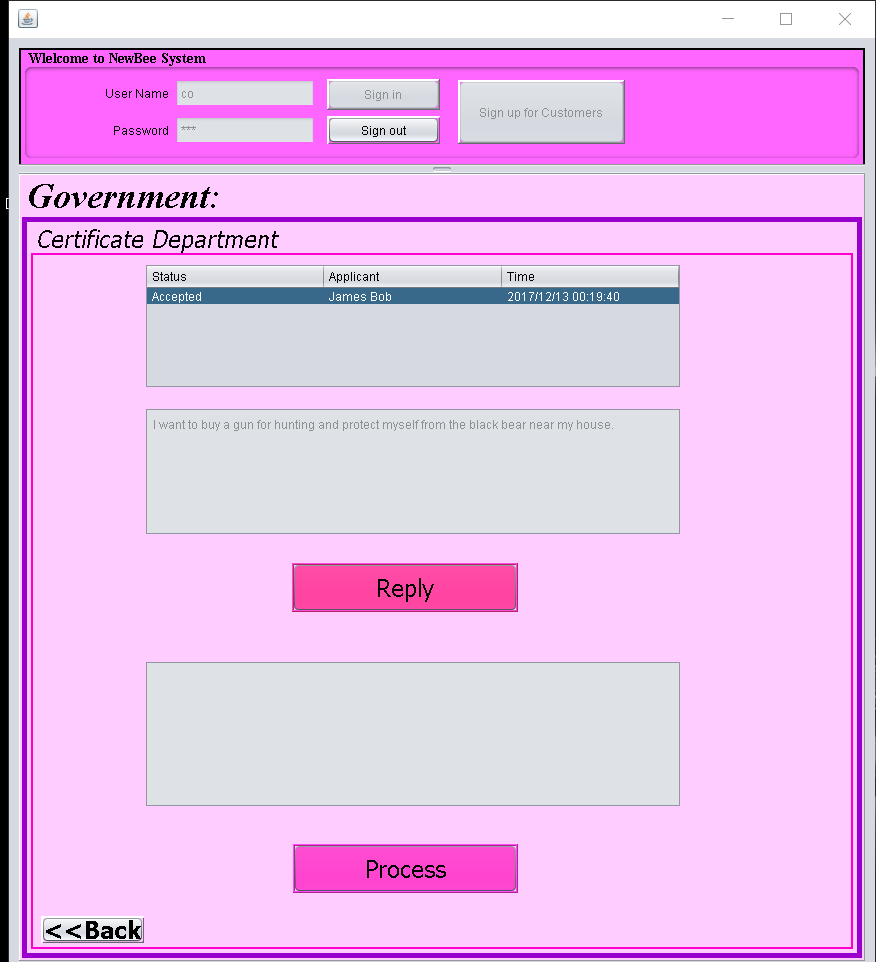 Wlelcome to NewBee System
User Name co Sign in
Sign up for Customers
Password *** Sign out
Government:
Certificate Department
Status Applicant Time
Accepted James Bob 2017/12/13 00:19:40
I want to buy a gun for hunting and protect myself from the black bear near my house.
Reply
Process
<<Back